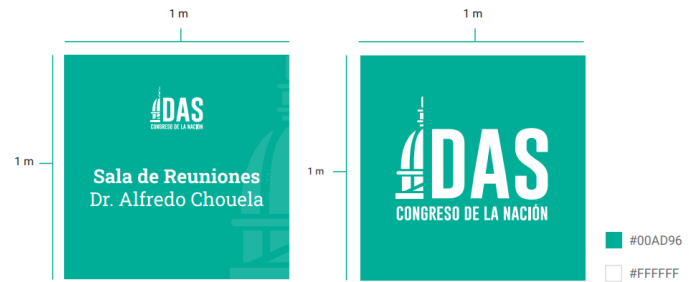 1 m
1 m
DAS
CONGRESO DE LA NACIÓN
Sala de Reuniones
Dr. Alfredo Chouela
1 m
1 m
DAS
CONGRESO DE LA NACIÓN
#00AD96
#FFFFFF